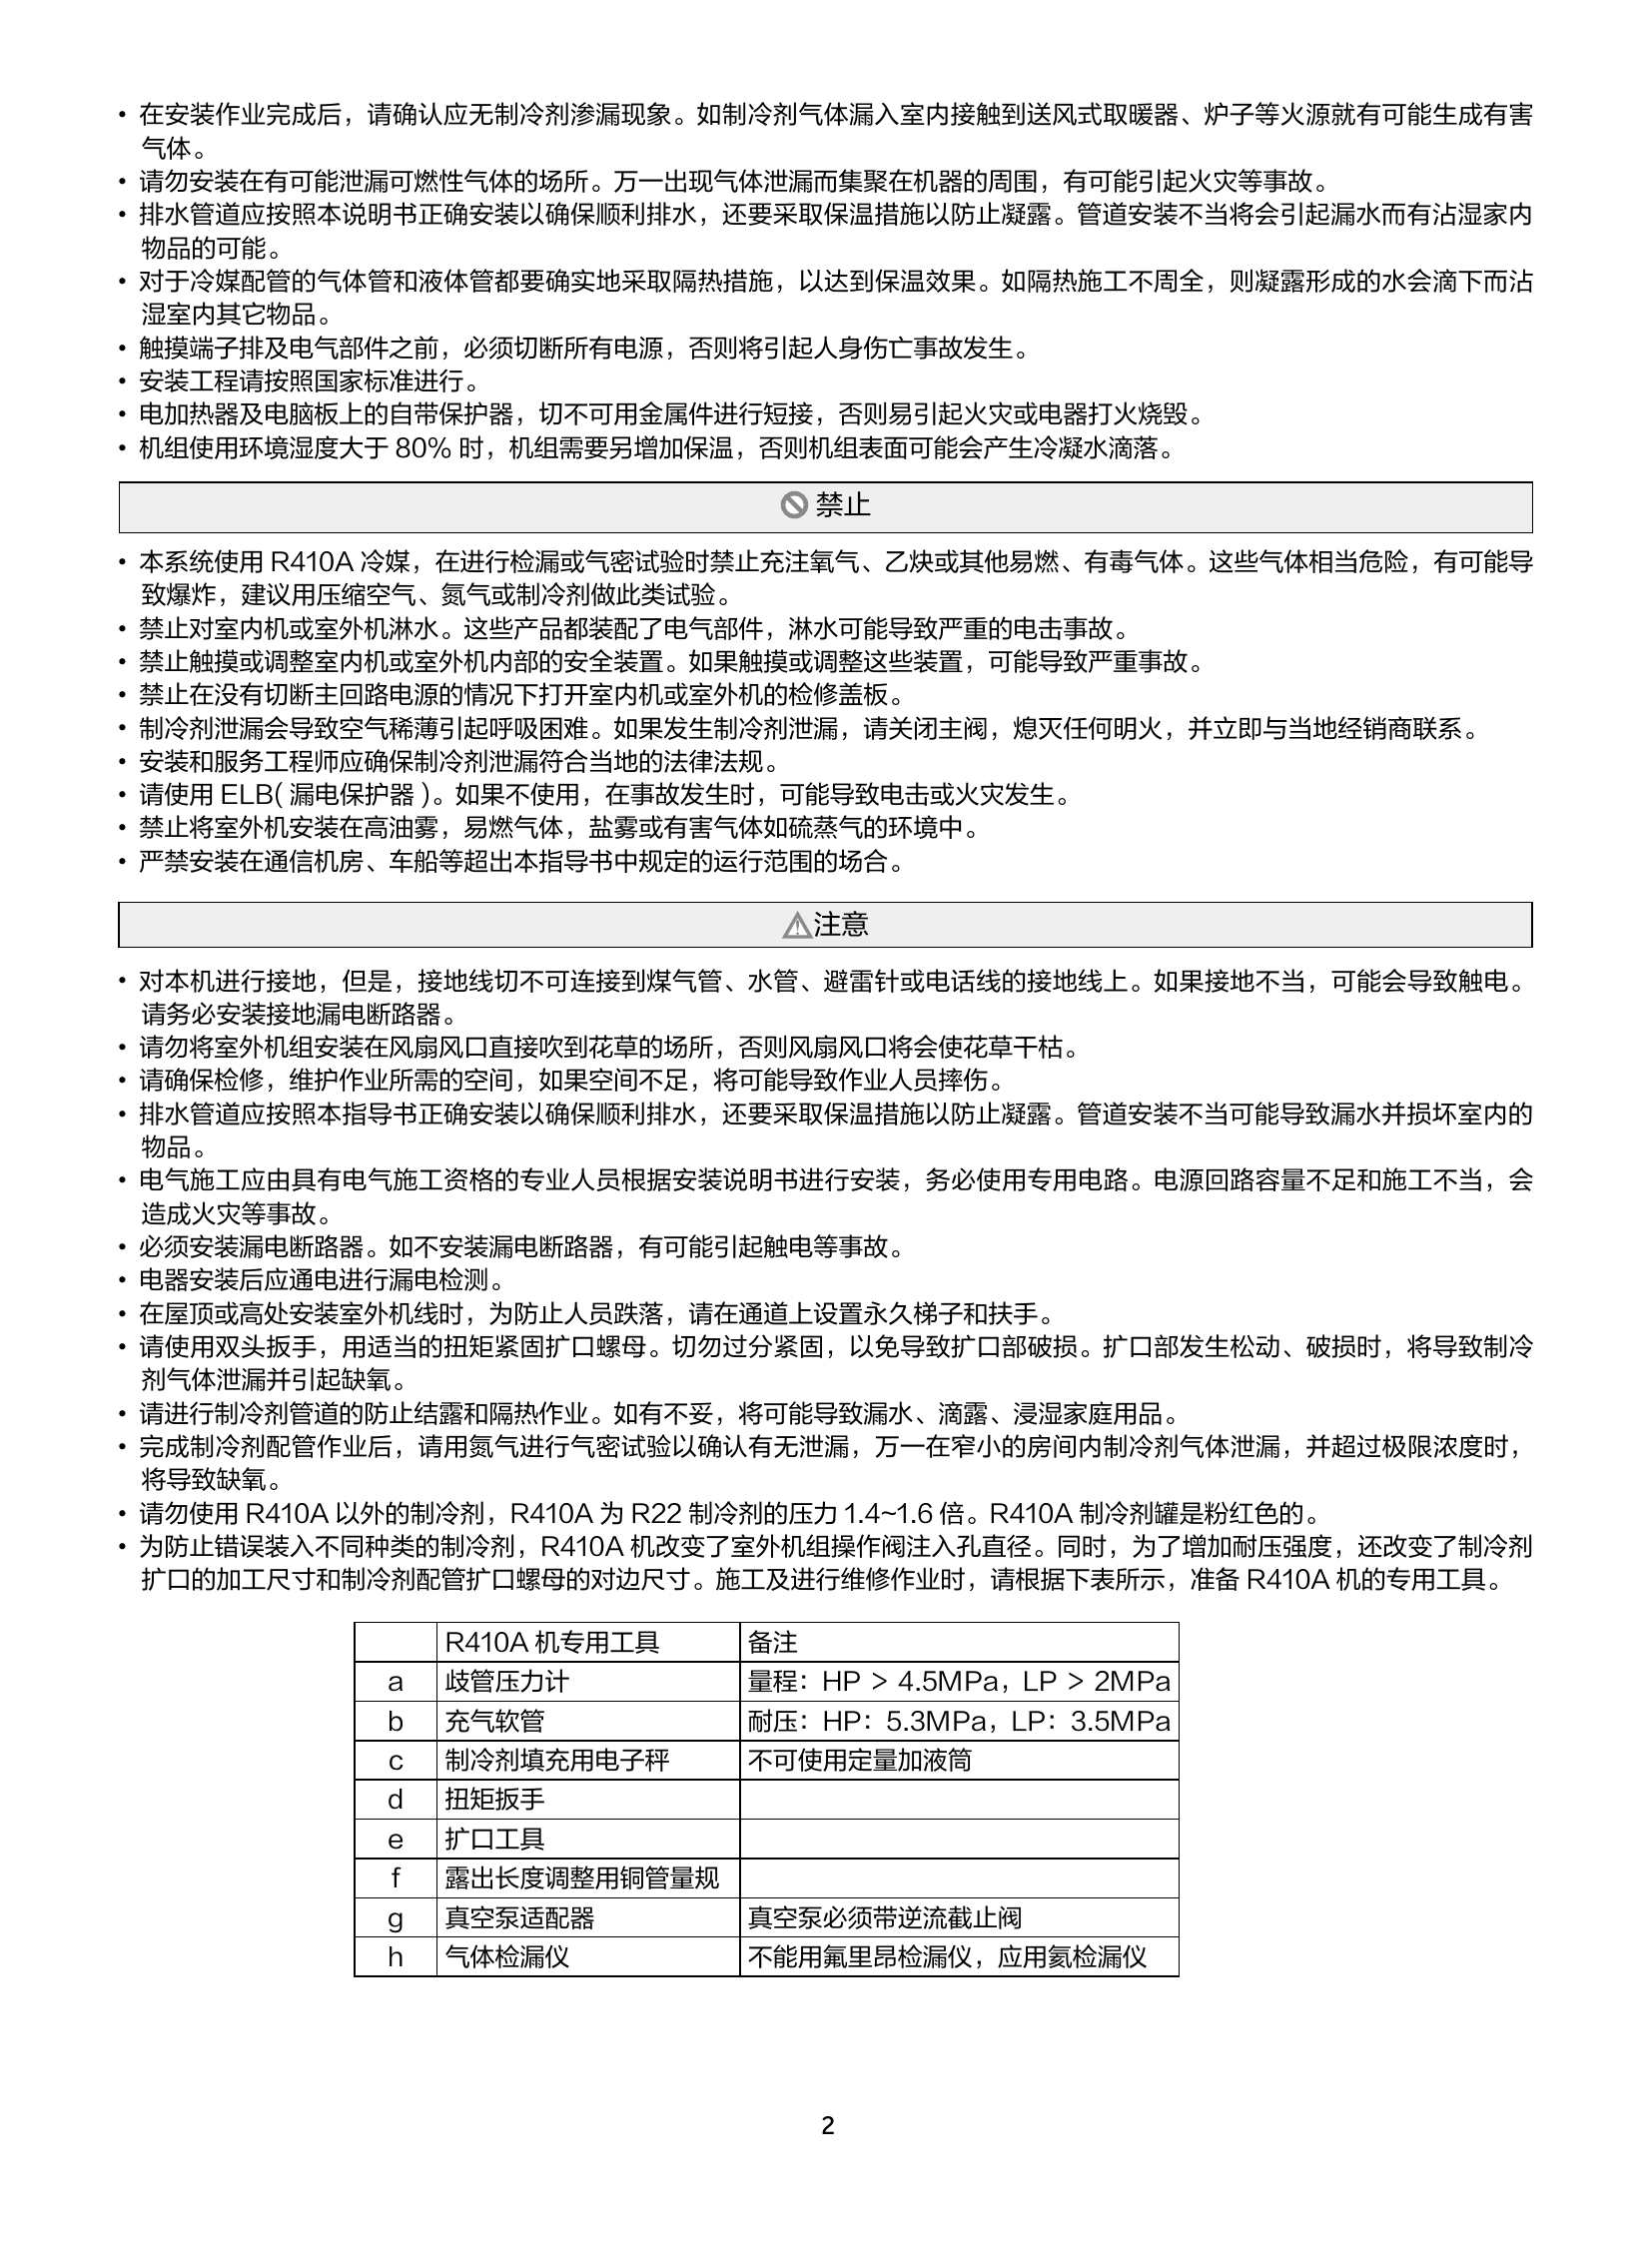 • 在安装作业完成后，请确认应无制冷剂渗漏现象。如制冷剂气体漏入室内接触到送风式取暖器、炉子等火源就有可能生成有害
气体。
• 请勿安装在有可能泄漏可燃性气体的场所。万一出现气体泄漏而集聚在机器的周围，有可能引起火灾等事故。
• 排水管道应按照本说明书正确安装以确保顺利排水，还要采取保温措施以防止凝露。管道安装不当将会引起漏水而有沾湿家内
物品的可能。
• 对于冷媒配管的气体管和液体管都要确实地采取隔热措施，以达到保温效果。如隔热施工不周全，则凝露形成的水会滴下而沾
湿室内其它物品。
• 触摸端子排及电气部件之前，必须切断所有电源，否则将引起人身伤亡事故发生。
• 安装工程请按照国家标准进行。
• 电加热器及电脑板上的自带保护器，切不可用金属件进行短接，否则易引起火灾或电器打火烧毁。
• 机组使用环境湿度大于 80% 时，机组需要另增加保温，否则机组表面可能会产生冷凝水滴落。
禁止
• 本系统使用 R410A 冷媒，在进行检漏或气密试验时禁止充注氧气、乙炔或其他易燃、有毒气体。这些气体相当危险，有可能导
致爆炸，建议用压缩空气、氮气或制冷剂做此类试验。
• 禁止对室内机或室外机淋水。这些产品都装配了电气部件，淋水可能导致严重的电击事故。
• 禁止触摸或调整室内机或室外机内部的安全装置。如果触摸或调整这些装置，可能导致严重事故。
• 禁止在没有切断主回路电源的情况下打开室内机或室外机的检修盖板。
• 制冷剂泄漏会导致空气稀薄引起呼吸困难。如果发生制冷剂泄漏，请关闭主阀，熄灭任何明火，并立即与当地经销商联系。
• 安装和服务工程师应确保制冷剂泄漏符合当地的法律法规。
• 请使用 ELB( 漏电保护器 )。如果不使用，在事故发生时，可能导致电击或火灾发生。
• 禁止将室外机安装在高油雾，易燃气体，盐雾或有害气体如硫蒸气的环境中。
• 严禁安装在通信机房、车船等超出本指导书中规定的运行范围的场合。
注意
• 对本机进行接地，但是，接地线切不可连接到煤气管、水管、避雷针或电话线的接地线上。如果接地不当，可能会导致触电。
请务必安装接地漏电断路器。
• 请勿将室外机组安装在风扇风口直接吹到花草的场所，否则风扇风口将会使花草干枯。
• 请确保检修，维护作业所需的空间，如果空间不足，将可能导致作业人员摔伤。
• 排水管道应按照本指导书正确安装以确保顺利排水，还要采取保温措施以防止凝露。管道安装不当可能导致漏水并损坏室内的
物品。
• 电气施工应由具有电气施工资格的专业人员根据安装说明书进行安装，务必使用专用电路。电源回路容量不足和施工不当，会
造成火灾等事故。
• 必须安装漏电断路器。如不安装漏电断路器，有可能引起触电等事故。
• 电器安装后应通电进行漏电检测。
• 在屋顶或高处安装室外机线时，为防止人员跌落，请在通道上设置永久梯子和扶手。
• 请使用双头扳手，用适当的扭矩紧固扩口螺母。切勿过分紧固，以免导致扩口部破损。扩口部发生松动、破损时，将导致制冷
剂气体泄漏并引起缺氧。
• 请进行制冷剂管道的防止结露和隔热作业。如有不妥，将可能导致漏水、滴露、浸湿家庭用品。
• 完成制冷剂配管作业后，请用氮气进行气密试验以确认有无泄漏，万一在窄小的房间内制冷剂气体泄漏，并超过极限浓度时，
将导致缺氧。
• 请勿使用 R410A 以外的制冷剂，R410A 为 R22 制冷剂的压力 1.4~1.6 倍。R410A 制冷剂罐是粉红色的。
• 为防止错误装入不同种类的制冷剂，R410A 机改变了室外机组操作阀注入孔直径。同时，为了增加耐压强度，还改变了制冷剂
扩口的加工尺寸和制冷剂配管扩口螺母的对边尺寸。施工及进行维修作业时，请根据下表所示，准备 R410A 机的专用工具。
R410A 机专用工具 备注
a 歧管压力计 量程：HP > 4.5MPa，LP > 2MPa
b 充气软管 耐压：HP：5.3MPa，LP：3.5MPa
c 制冷剂填充用电子秤 不可使用定量加液筒
d 扭矩扳手
e 扩口工具
f 露出长度调整用铜管量规
g 真空泵适配器 真空泵必须带逆流截止阀
h 气体检漏仪 不能用氟里昂检漏仪，应用氦检漏仪
2